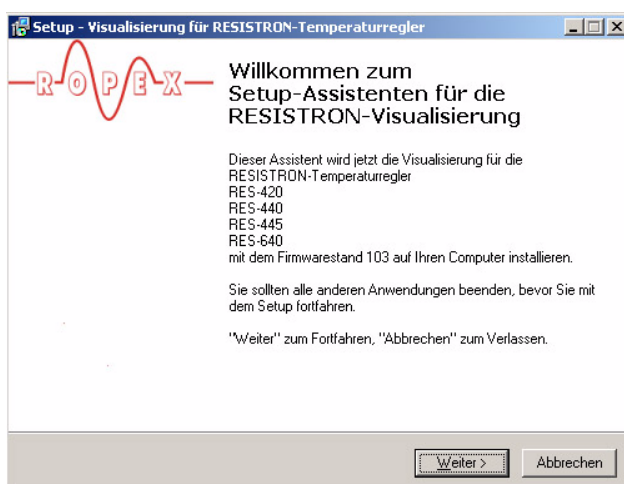 Setup - Visualisierung für RESISTRON-Temperaturregler
ROPEX
Willkommen zum
Setup-Assistenten für die
RESISTRON-Visualisierung
Dieser Assistent wird jetzt die Visualisierung für die
RESISTRON-Temperaturregler
RES-420
RES-440
RES-445
RES-640
mit dem Firmwarestand 103 auf Ihren Computer installieren.
Sie sollten alle anderen Anwendungen beenden, bevor Sie mit
dem Setup fortfahren.
"Weiter" zum Fortfahren, "Abbrechen" zum Verlassen.
Weiter >
Abbrechen